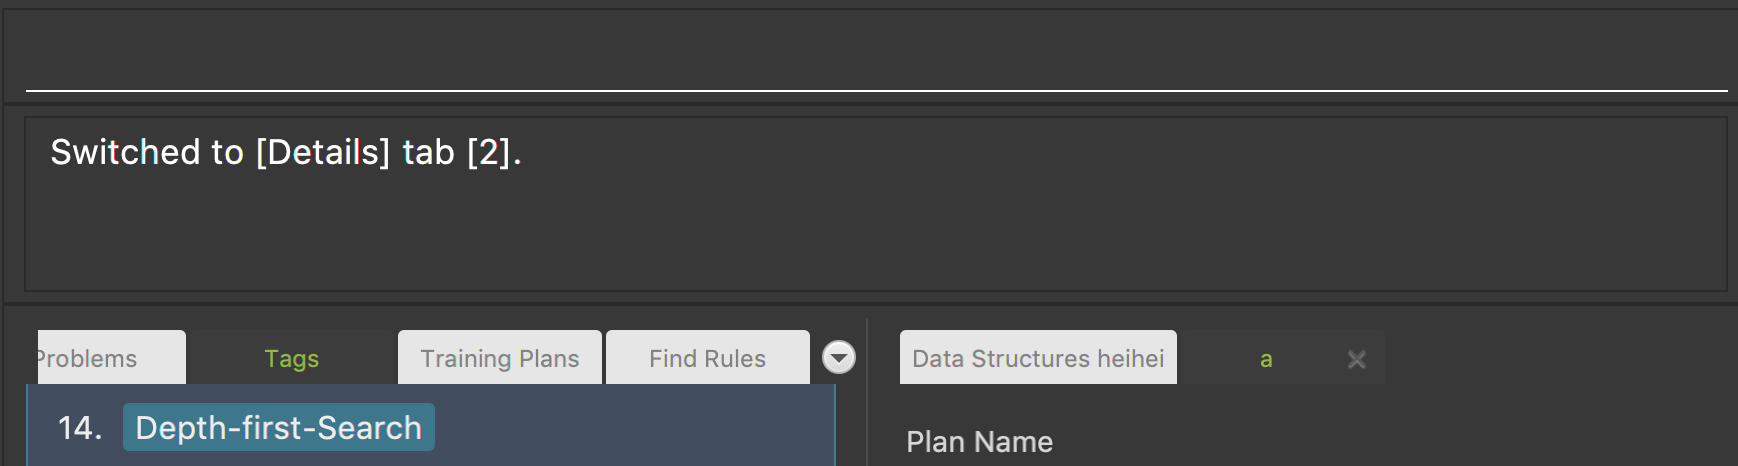 Switched to [Details] tab [2].
Problems Tags Training Plans Find Rules Data Structures heihei a
14. Depth-first-Search
Plan Name